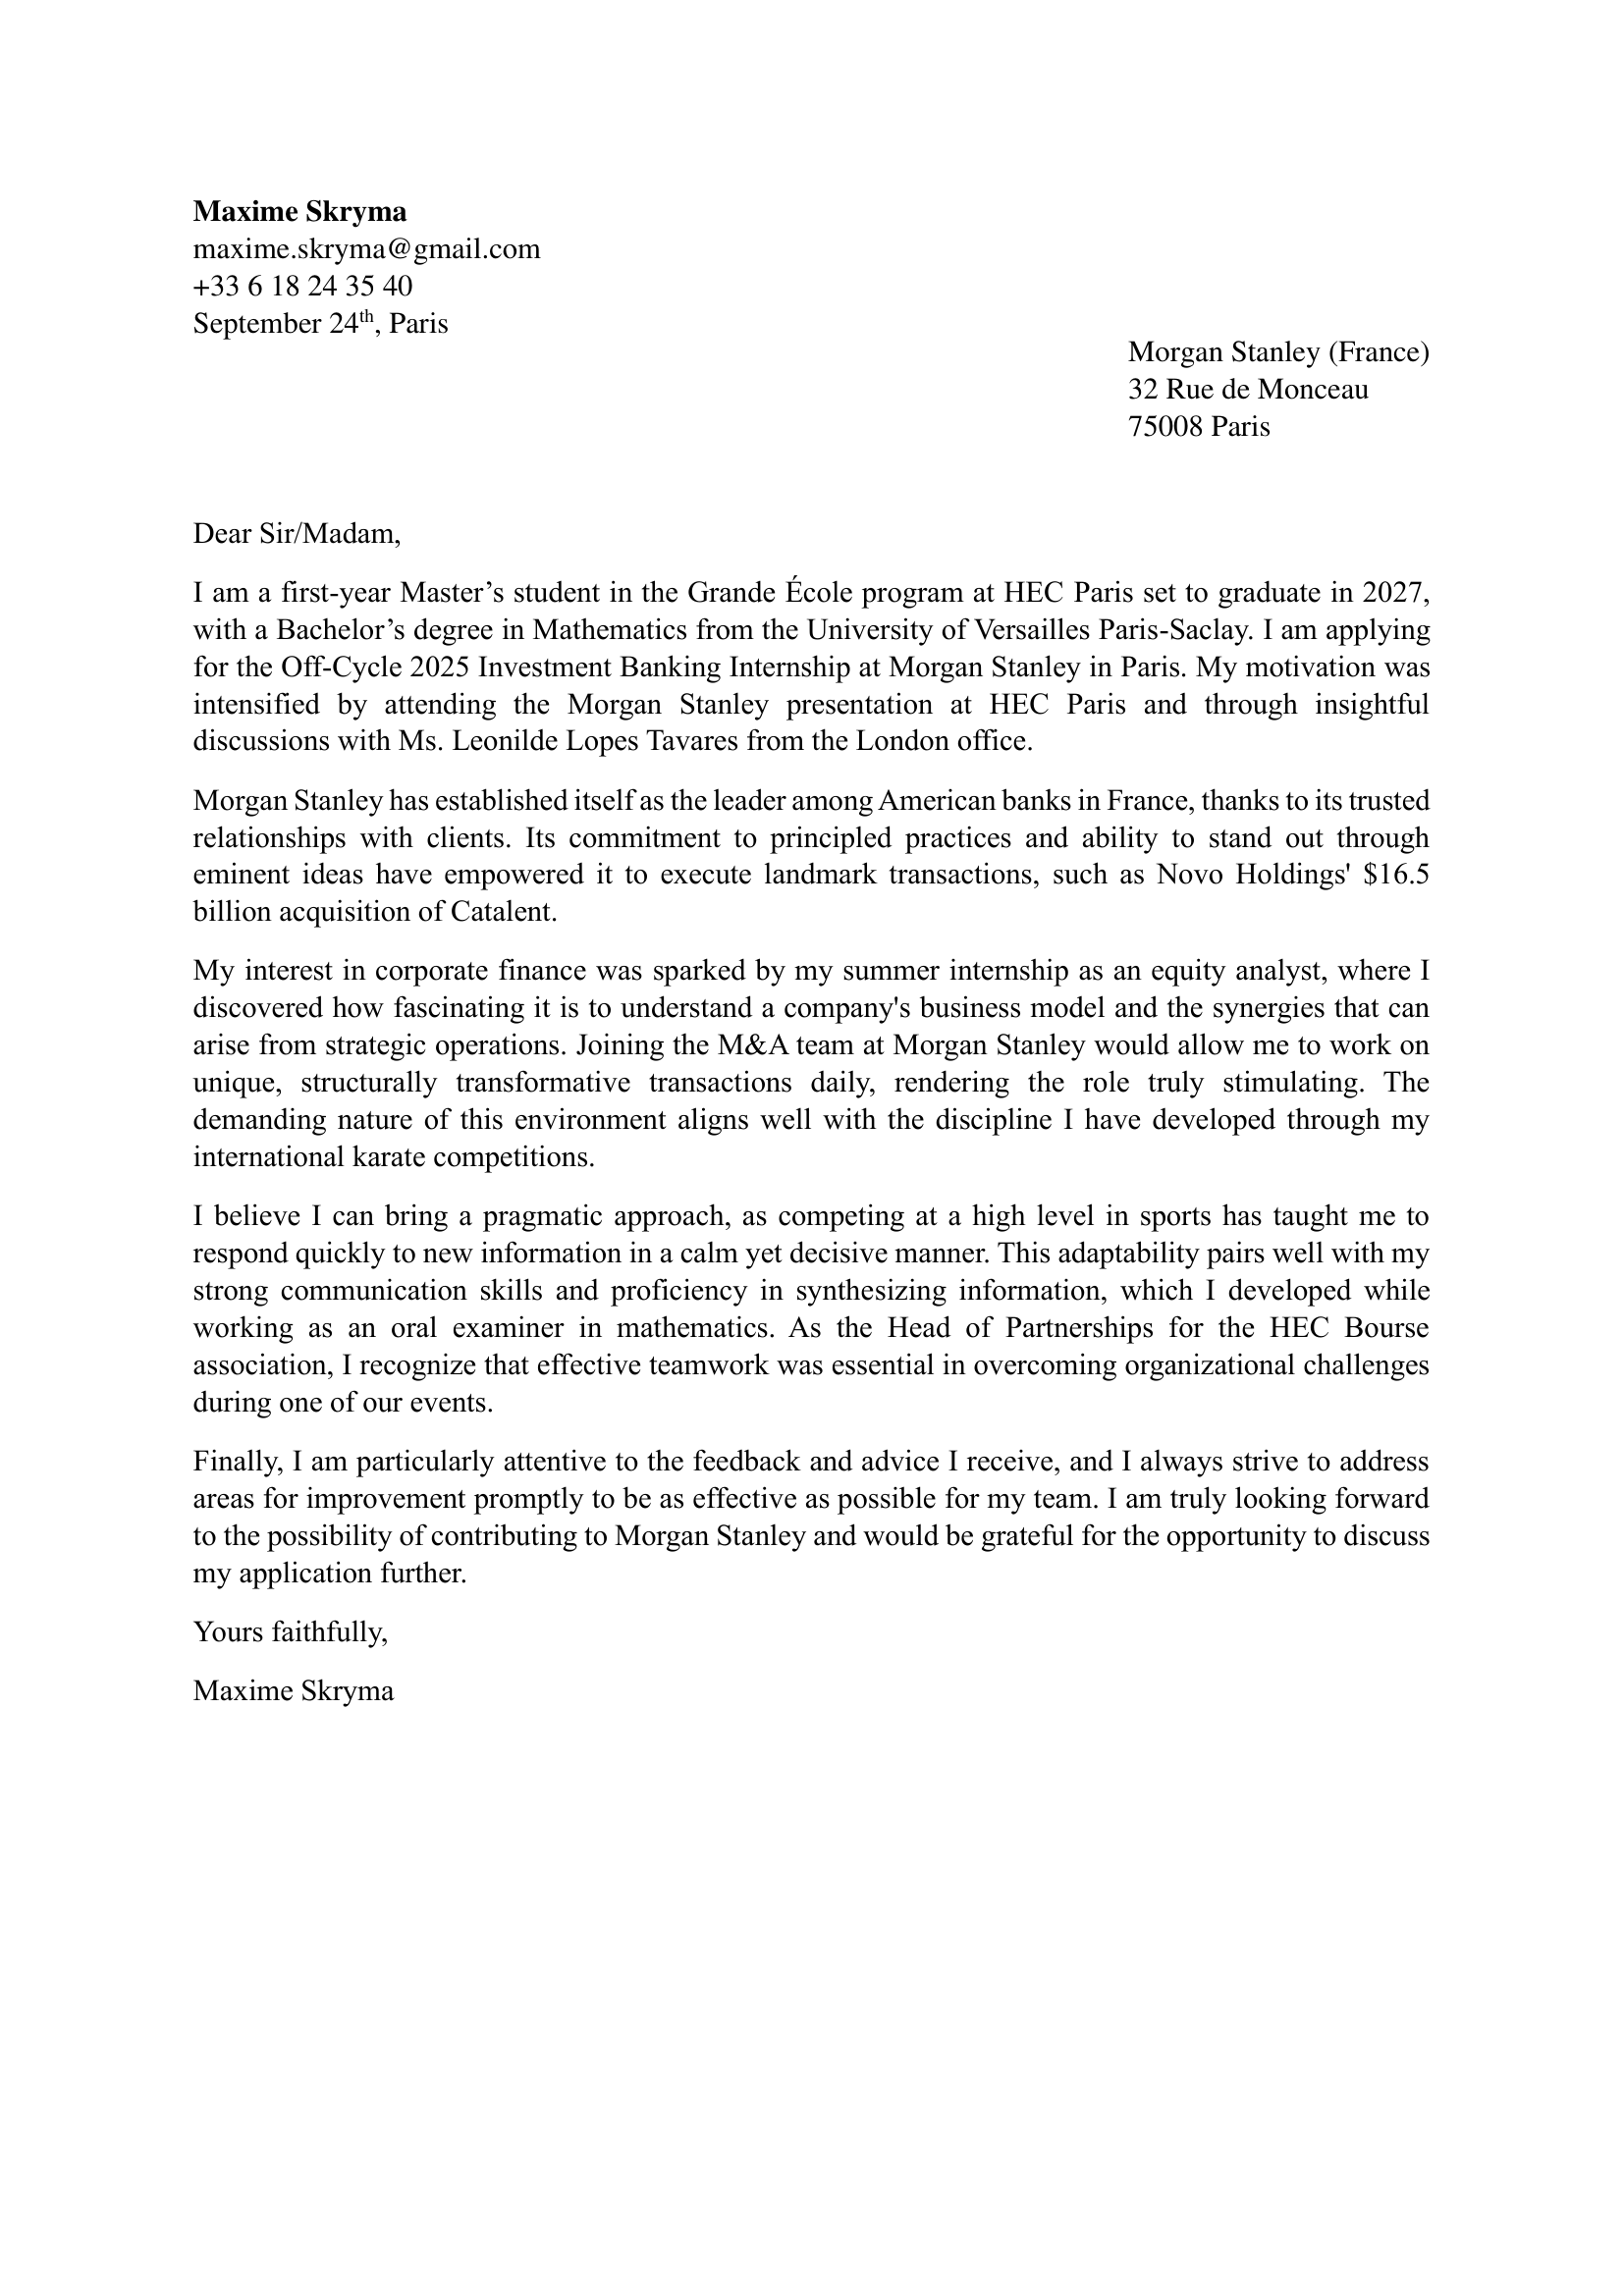 Maxime Skryma
maxime.skryma@gmail.com
+33 6 18 24 35 40
September 24th, Paris
Morgan Stanley (France)
32 Rue de Monceau
75008 Paris
Dear Sir/Madam,
I am a first-year Master’s student in the Grande École program at HEC Paris set to graduate in 2027,
with a Bachelor’s degree in Mathematics from the University of Versailles Paris-Saclay. I am applying
for the Off-Cycle 2025 Investment Banking Internship at Morgan Stanley in Paris. My motivation was
intensified by attending the Morgan Stanley presentation at HEC Paris and through insightful
discussions with Ms. Leonilde Lopes Tavares from the London office.
Morgan Stanley has established itself as the leader among American banks in France, thanks to its trusted
relationships with clients. Its commitment to principled practices and ability to stand out through
eminent ideas have empowered it to execute landmark transactions, such as Novo Holdings' $16.5
billion acquisition of Catalent.
My interest in corporate finance was sparked by my summer internship as an equity analyst, where I
discovered how fascinating it is to understand a company's business model and the synergies that can
arise from strategic operations. Joining the M&A team at Morgan Stanley would allow me to work on
unique, structurally transformative transactions daily, rendering the role truly stimulating. The
demanding nature of this environment aligns well with the discipline I have developed through my
international karate competitions.
I believe I can bring a pragmatic approach, as competing at a high level in sports has taught me to
respond quickly to new information in a calm yet decisive manner. This adaptability pairs well with my
strong communication skills and proficiency in synthesizing information, which I developed while
working as an oral examiner in mathematics. As the Head of Partnerships for the HEC Bourse
association, I recognize that effective teamwork was essential in overcoming organizational challenges
during one of our events.
Finally, I am particularly attentive to the feedback and advice I receive, and I always strive to address
areas for improvement promptly to be as effective as possible for my team. I am truly looking forward
to the possibility of contributing to Morgan Stanley and would be grateful for the opportunity to discuss
my application further.
Yours faithfully,
Maxime Skryma